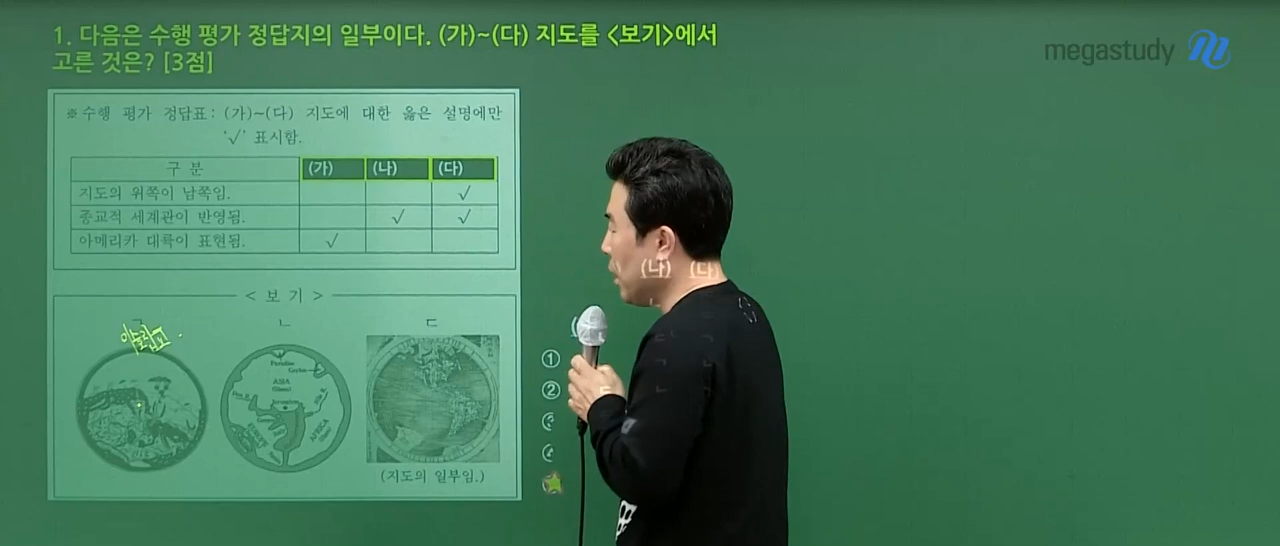 1. 다음은 수행 평가 정답지의 일부이다. (가)~(다) 지도를 <보기>에서
고른 것은? [3점]
megastudy
※수행 평가 정답표: (가)~(다) 지도에 대한 옳은 설명에만
'√' 표시함.
구 분 (가) (나) (다)
지도의 위쪽이 남쪽임. √
종교적 세계관이 반영됨. √ √
아메리카 대륙이 표현됨. √
< 보 기 >
ㄱ ㄴ ㄷ
이슬람교
Paradise
ASIA
AFRICA
(지도의 일부임.)
(나) (다)
①
②